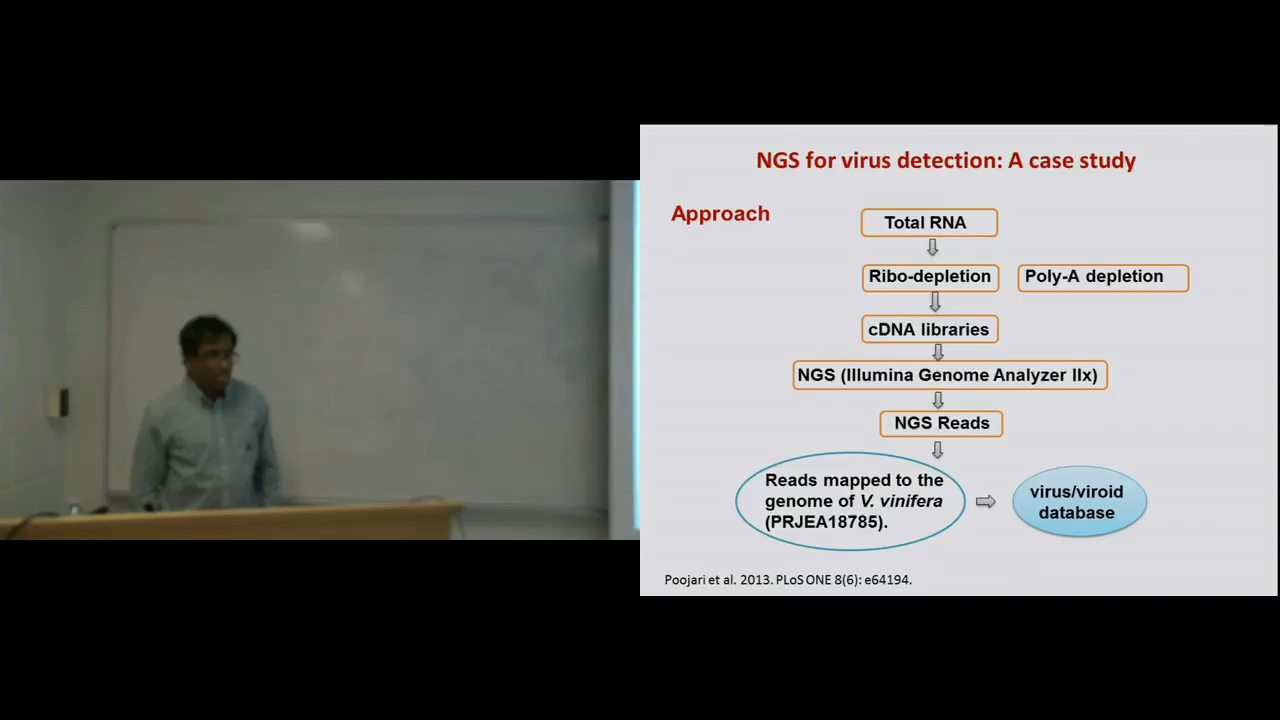 NGS for virus detection: A case study
Approach
Total RNA
Ribo-depletion
Poly-A depletion
cDNA libraries
NGS (Illumina Genome Analyzer IIx)
NGS Reads
Reads mapped to the
genome of V. vinifera
(PRJEA18785).
virus/viroid
database
Poojari et al. 2013. PLoS ONE 8(6): e64194.